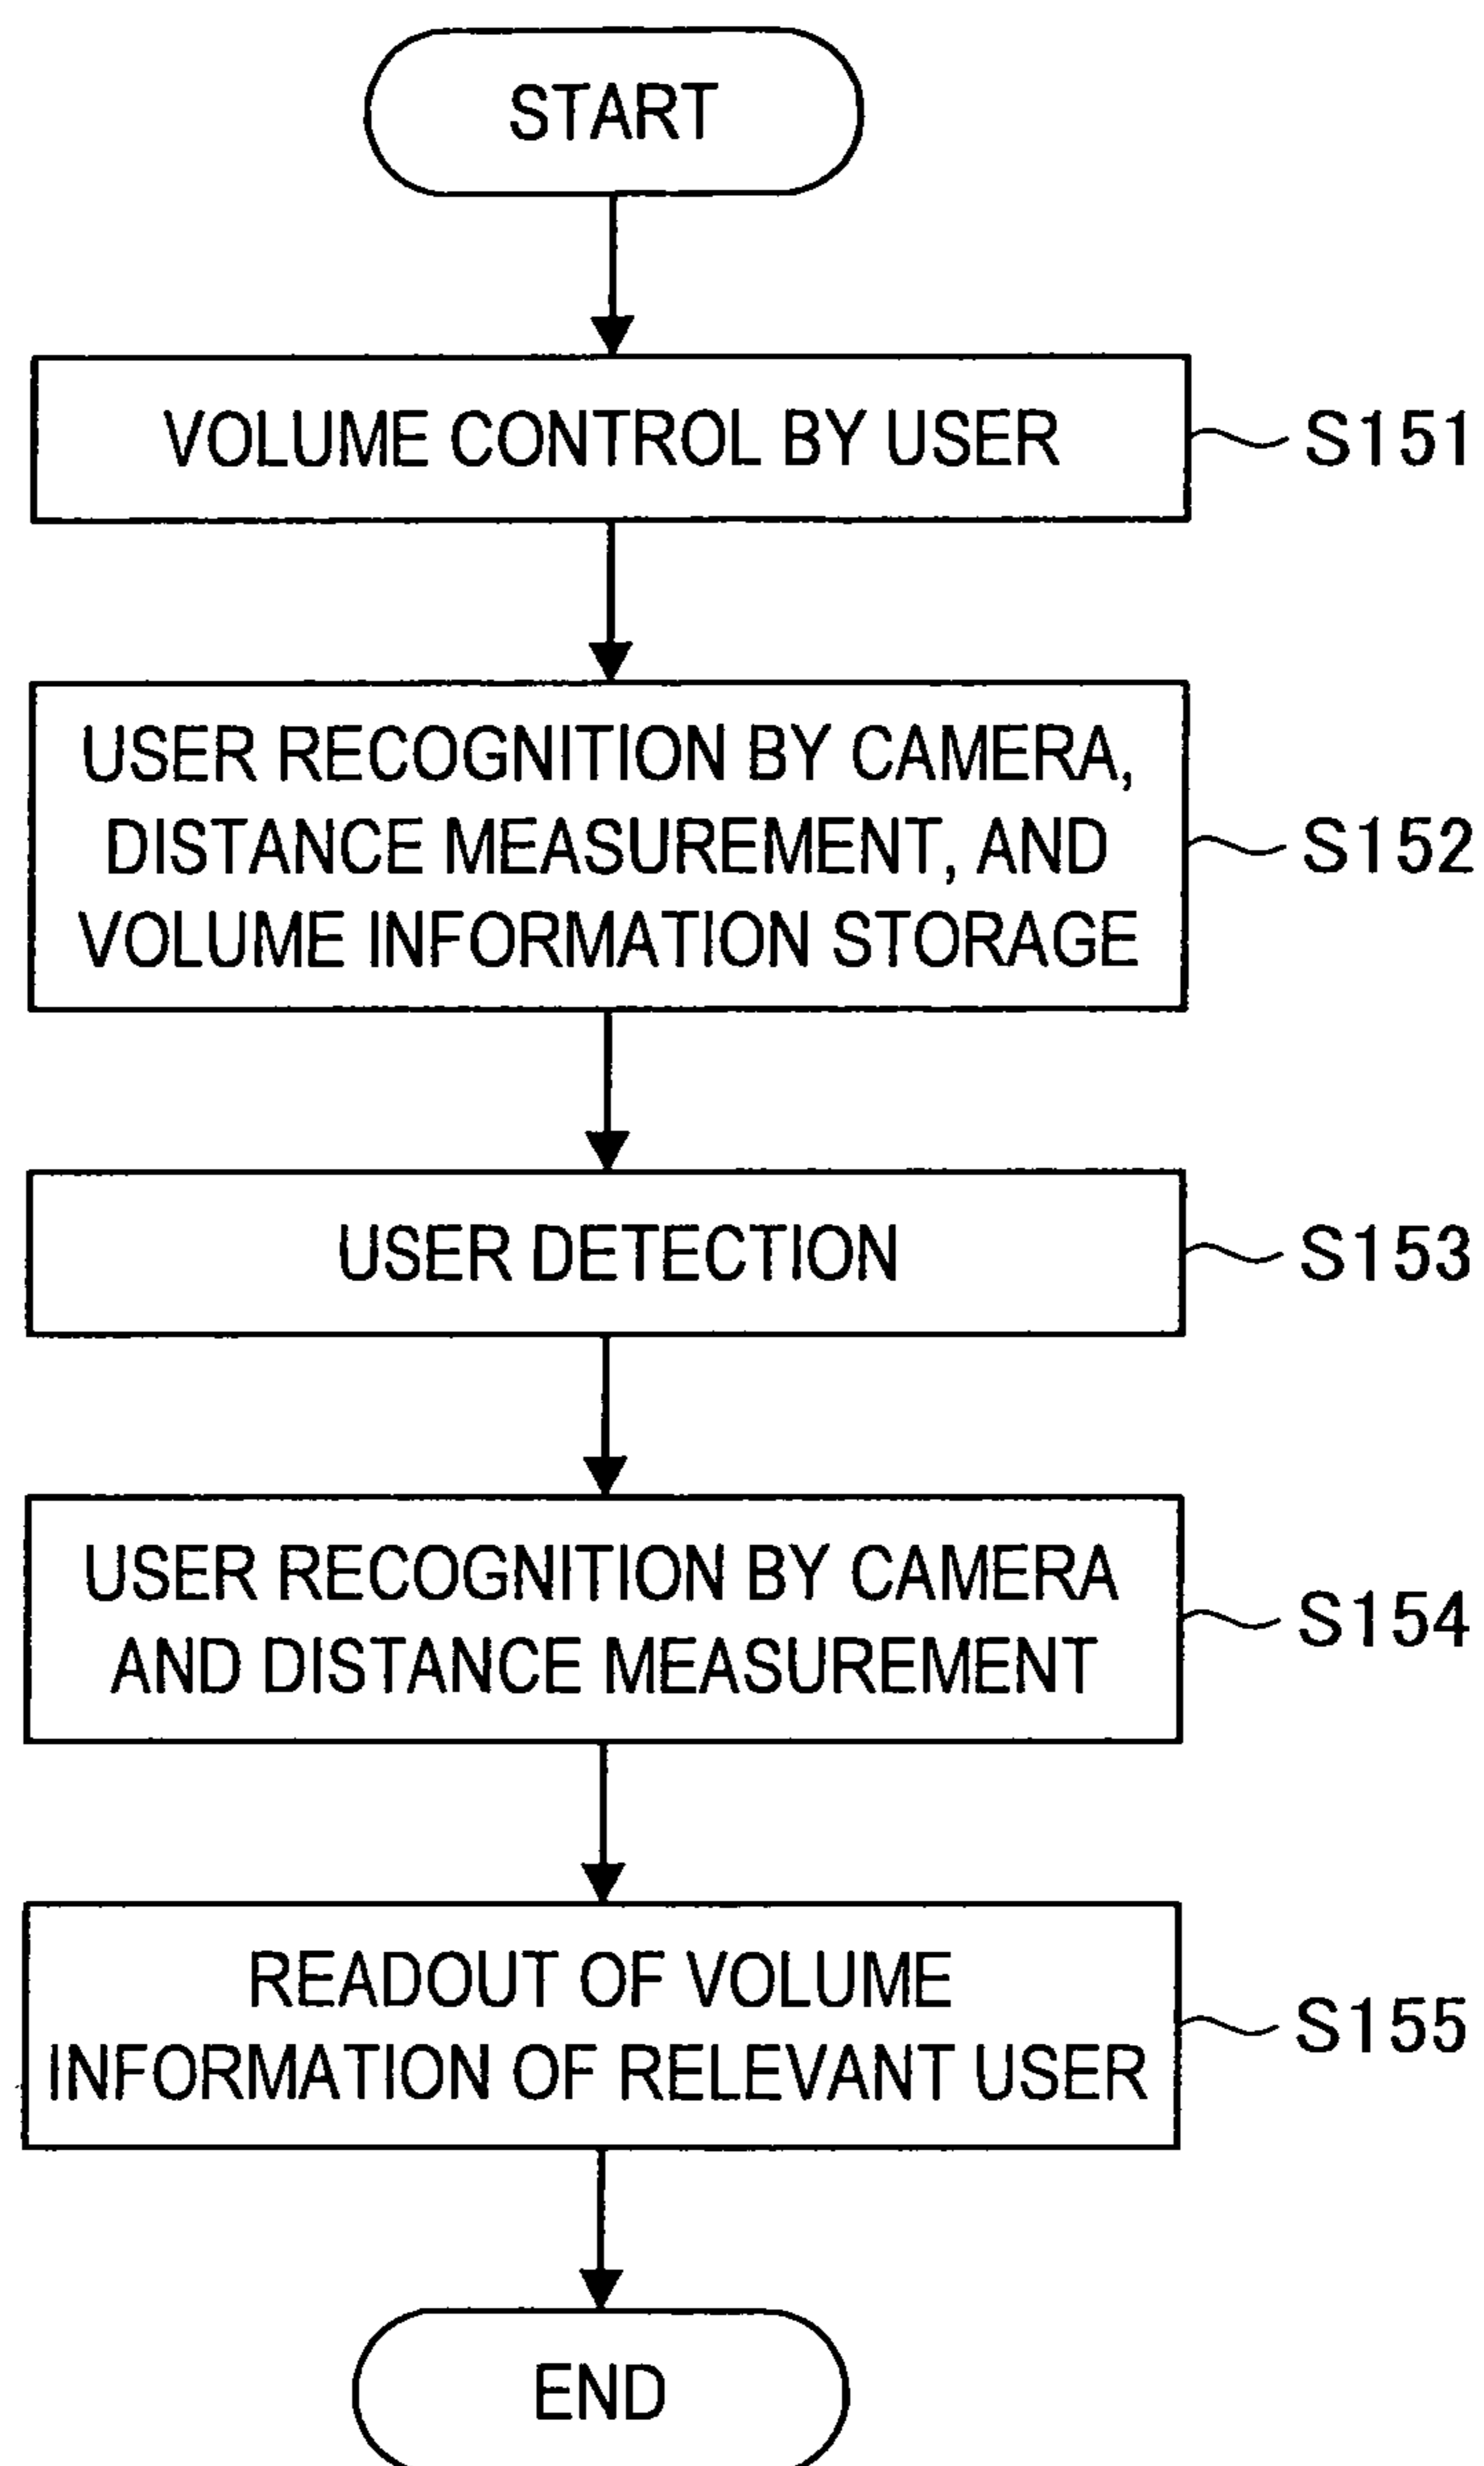 START
VOLUME CONTROL BY USER
S151
USER RECOGNITION BY CAMERA,
DISTANCE MEASUREMENT, AND
VOLUME INFORMATION STORAGE
S152
USER DETECTION
S153
USER RECOGNITION BY CAMERA
AND DISTANCE MEASUREMENT
S154
READOUT OF VOLUME
INFORMATION OF RELEVANT USER
S155
END